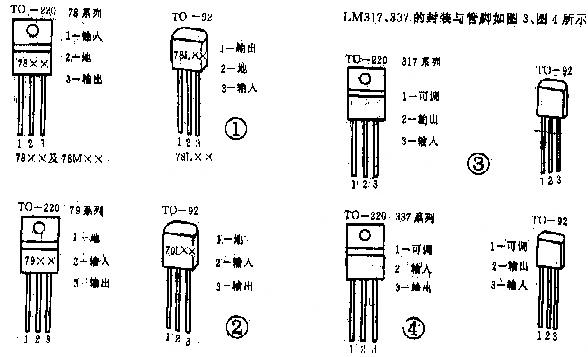 TO-220 78系列
1-输入
2-地
3-输出
78××
1 2 3
78××及78M××
TO-92
78L××
1-输出
2-地
3-输入
1 2 3
78L××
①
TO-220 79系列
1-地
2-输入
3-输出
79××
1 2 3
TO-92
79L××
1-地
2-输入
3-输出
1 2 3
②
LM317、337的封装与管脚如图3、图4所示
TO-220 317系列
1-可调
2-输出
3-输入
1 2 3
TO-92
1 2 3
③
TO-220 337系列
1-可调
2 输入
3-输出
1 2 3
TO-92
1-可调
2-输出
3-输入
1 2 3
④